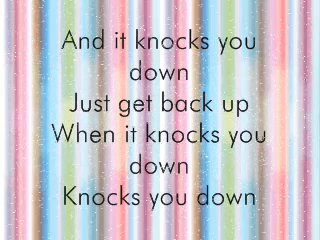 And it knocks you
down
Just get back up
When it knocks you
down
Knocks you down